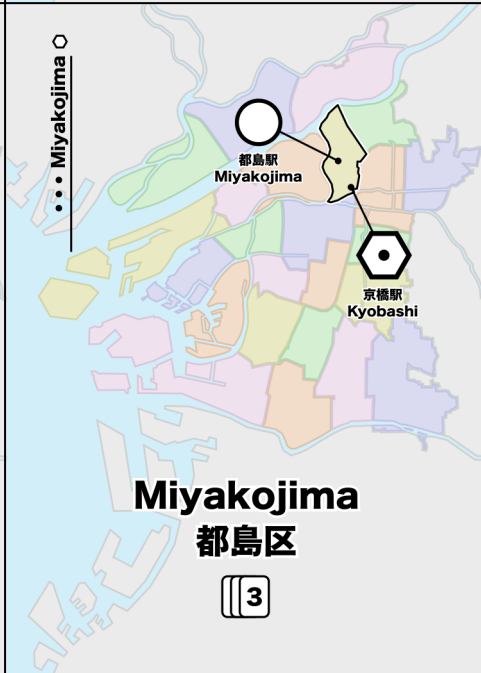 ••• Miyakojima
都島駅
Miyakojima
京橋駅
Kyobashi
Miyakojima
都島区
3